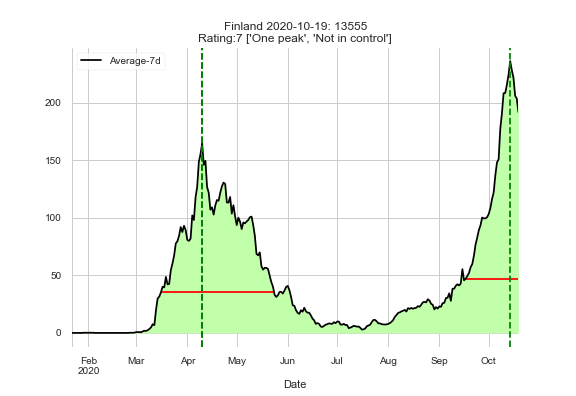 Finland 2020-10-19: 13555
Rating:7 ['One peak', 'Not in control']
Average-7d
200
150
100
50
0
Feb Mar Apr May Jun Jul Aug Sep Oct
2020
Date